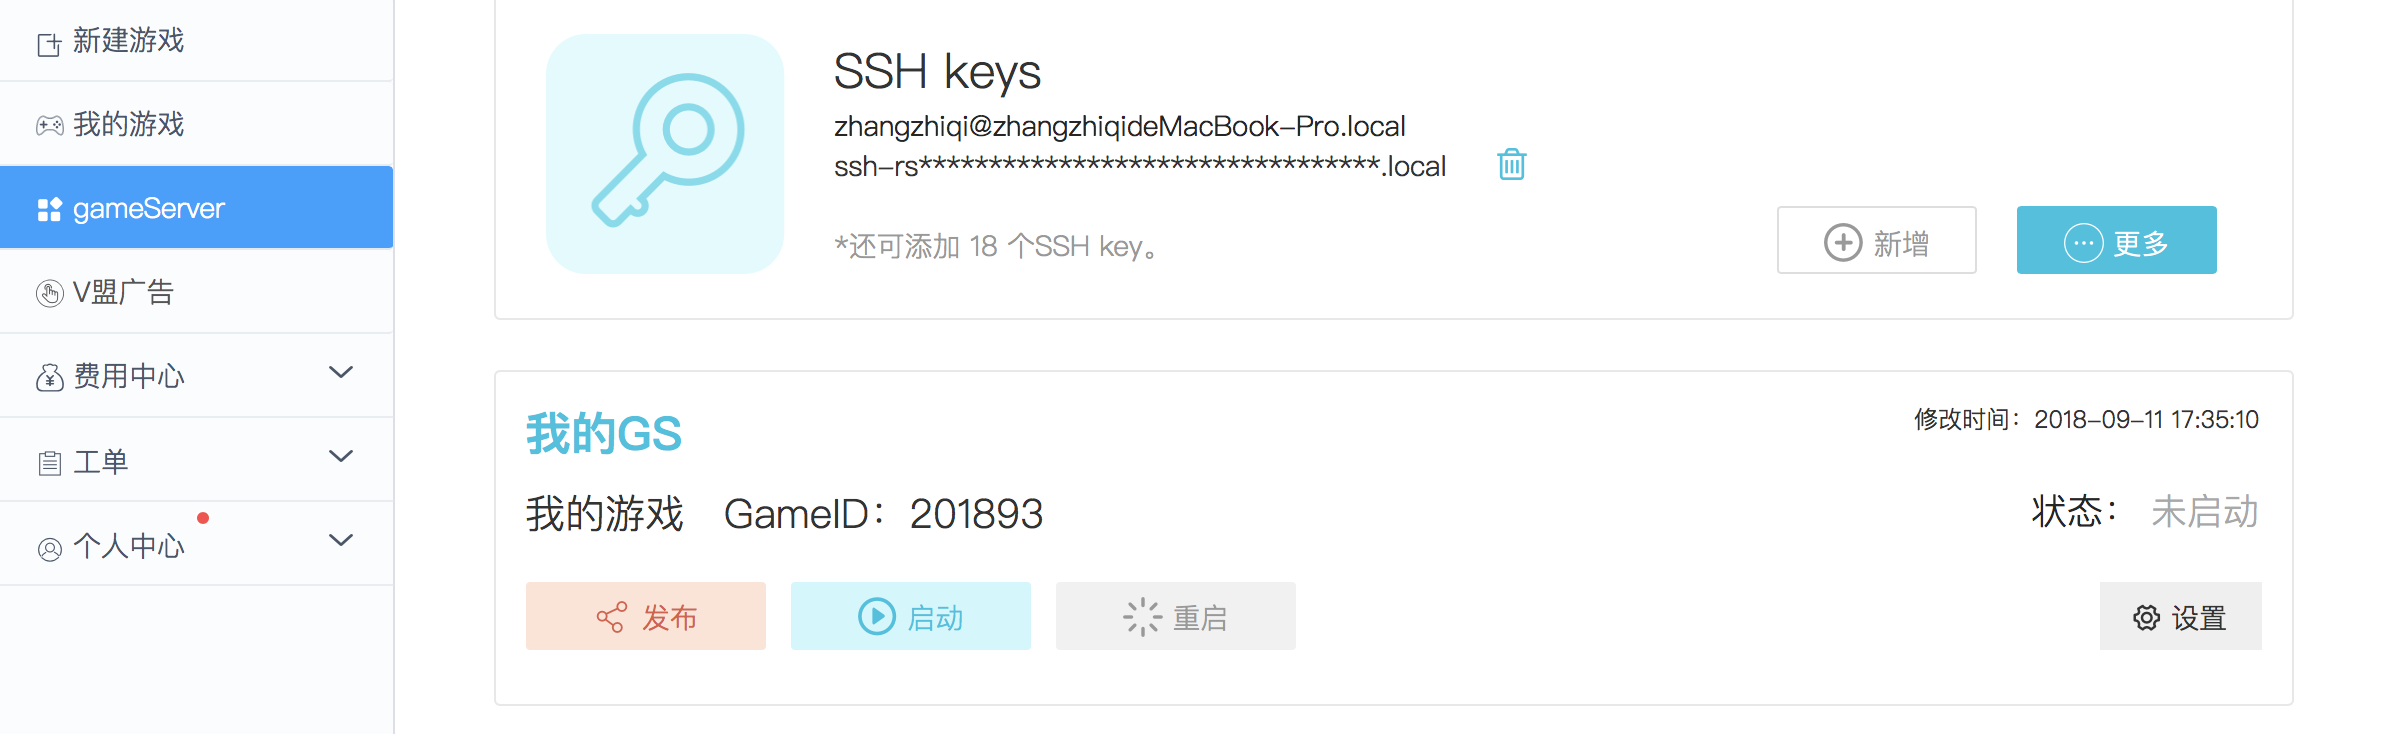 新建游戏
我的游戏
gameServer
V盟广告
费用中心
工单
个人中心
SSH keys
zhangzhiqi@zhangzhiqideMacBook-Pro.local
ssh-rs*********************************.local
*还可添加 18 个SSH key。
新增
更多
我的GS
修改时间：2018-09-11 17:35:10
我的游戏 GameID：201893
状态： 未启动
发布
启动
重启
设置